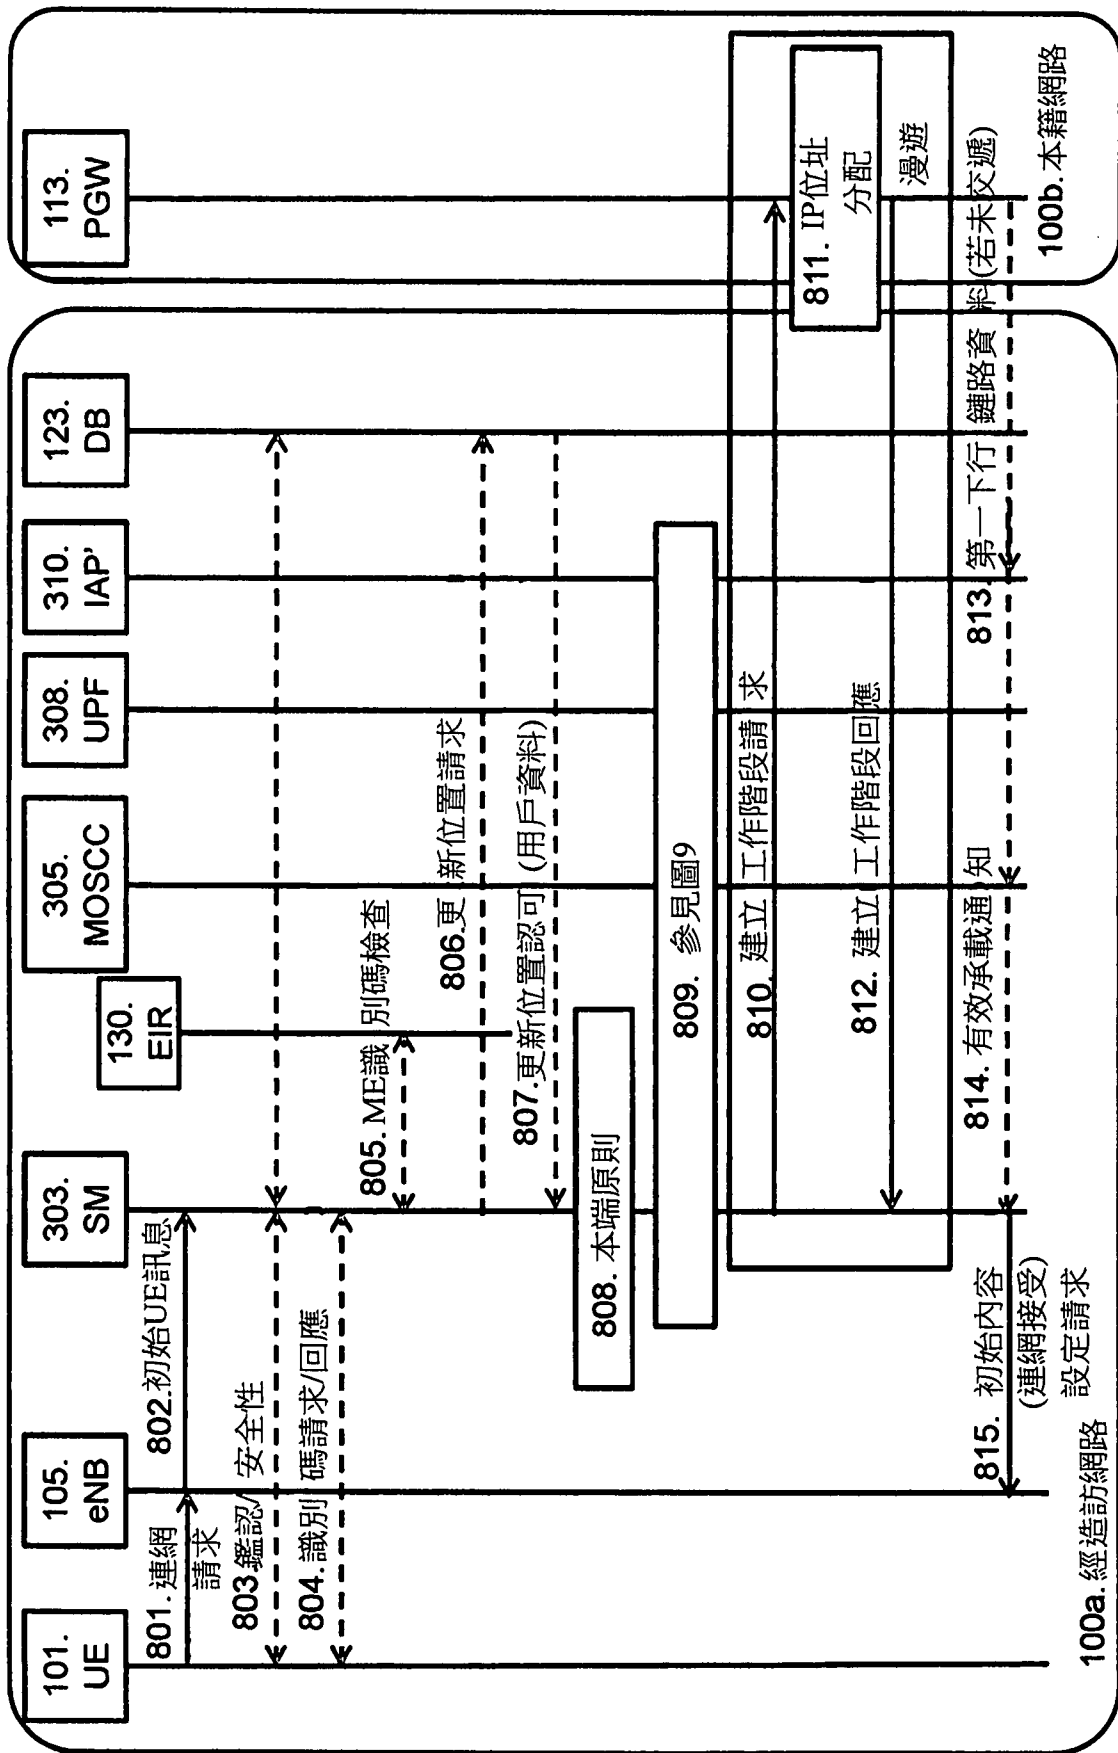 101.
UE
105.
eNB
303.
SM
130.
EIR
305.
MOSCC
308.
UPF
310.
IAP'
123.
DB
113.
PGW
801. 連網
請求
802.初始UE訊息
803.鑑認/安全性
804. 識別碼請求/回應
805. ME識別碼檢查
806.更新位置請求
807.更新位置認可(用戶資料)
808. 本端原則
809. 參見圖9
810. 建立工作階段請求
811. IP位址
分配
812. 建立工作階段回應
漫遊
813. 第一下行鏈路資料(若未交遞)
814. 有效承載通知
815. 初始內容
(連網接受)
設定請求
100a. 經造訪網路
100b. 本籍網路